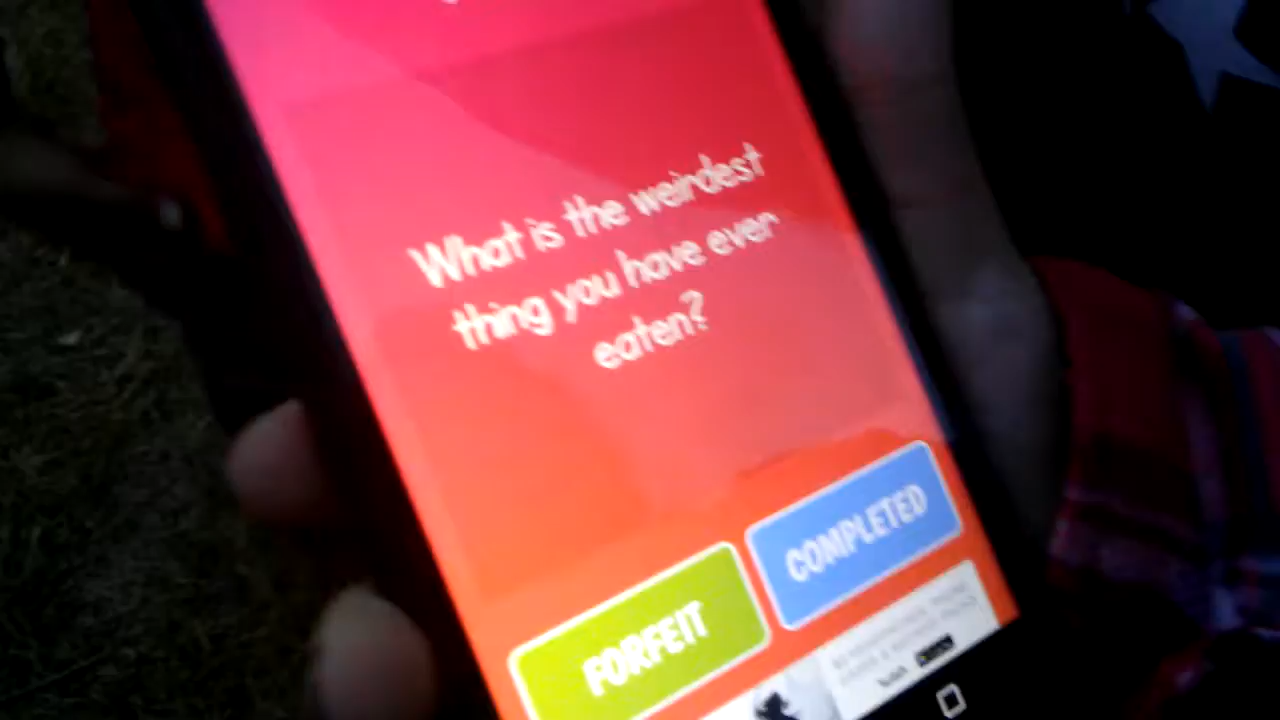 What is the weirdest
thing you have ever
eaten?
FORFEIT
COMPLETED